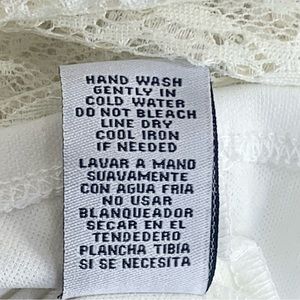 HAND WASH
GENTLY IN
COLD WATER
DO NOT BLEACH
LINE DRY
COOL IRON
IF NEEDED
LAVAR A MANO
SUAVAMENTE
CON AGUA FRIA
NO USAR
BLANQUEADOR
SECAR EN EL
TENDEDERO
PLANCHA TIBIA
SI SE NECESITA